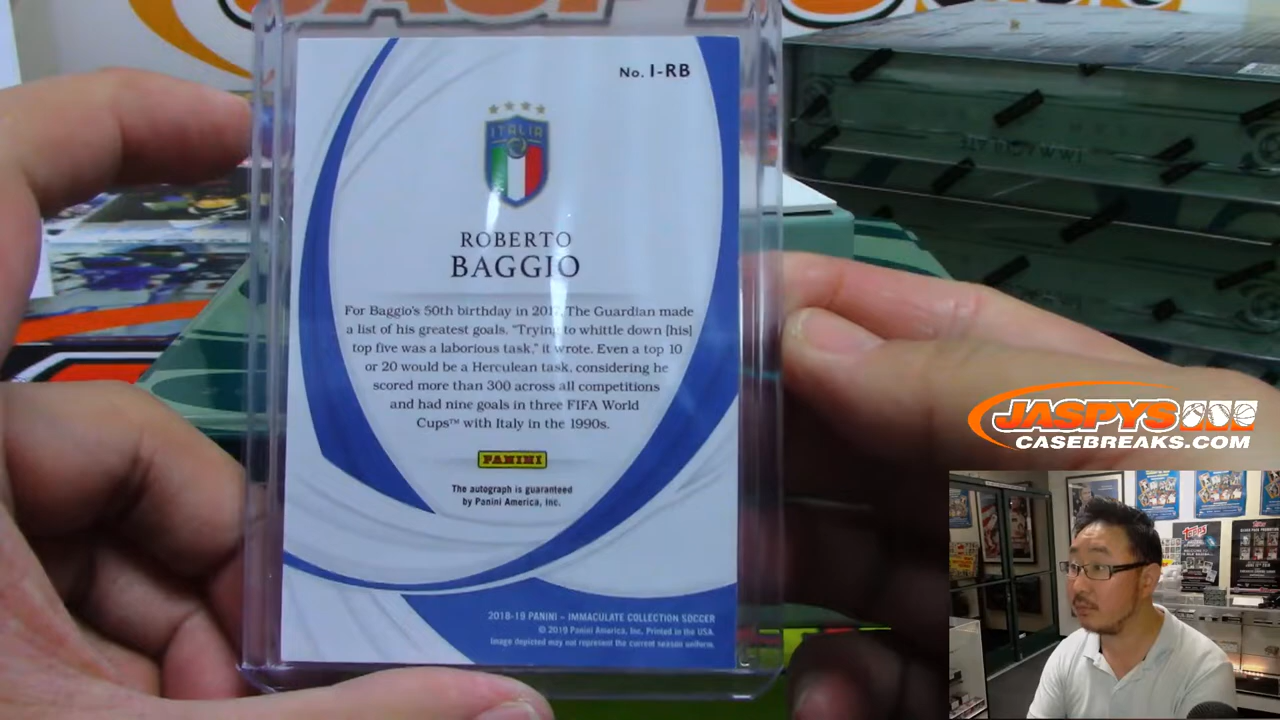 No. I-RB
ITALIA
ROBERTO
BAGGIO
For Baggio's 50th birthday in 2017, The Guardian made
a list of his greatest goals. "Trying to whittle down [his]
top five was a laborious task," it wrote. Even a top 10
or 20 would be a Herculean task, considering he
scored more than 300 across all competitions
and had nine goals in three FIFA World
Cups™ with Italy in the 1990s.
PANINI
The autograph is guaranteed
by Panini America, Inc.
2018-19 PANINI - IMMACULATE COLLECTION SOCCER
© 2019 Panini America, Inc. Printed in the USA.
Image depicted may not represent the current season uniform.
JASPYS
CASEBREAKS.COM
topps